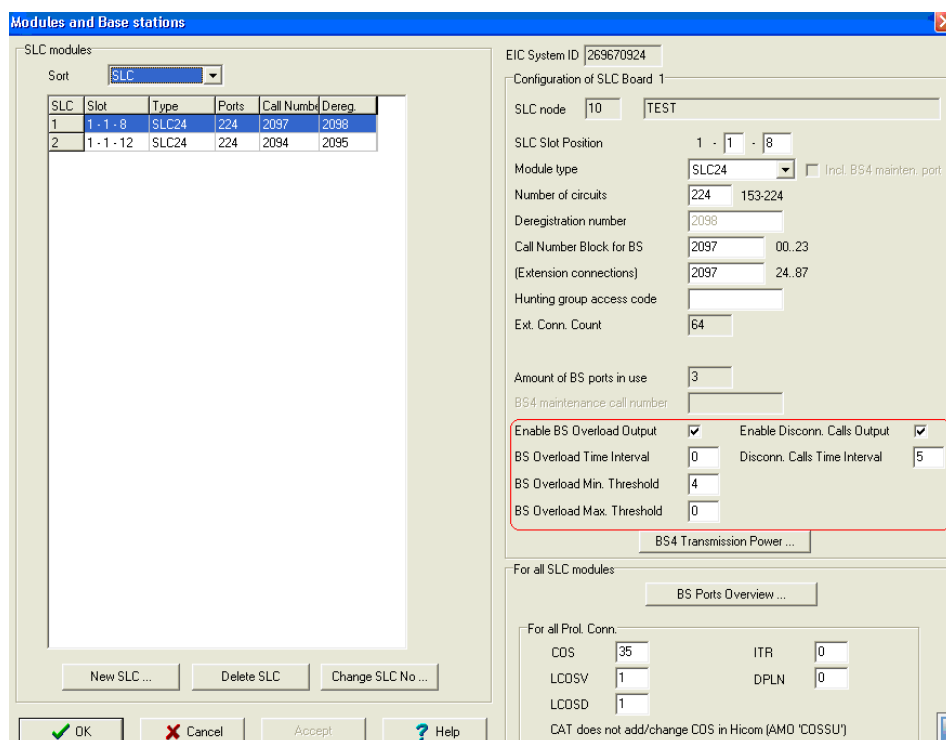 Modules and Base stations
SLC modules
Sort SLC
SLC Slot Type Ports Call Numbe Dereg.
1 1 - 1 - 8 SLC24 224 2097 2098
2 1 - 1 - 12 SLC24 224 2094 2095
New SLC ... Delete SLC Change SLC No ...
OK Cancel Accept Help
EIC System ID 269670924
Configuration of SLC Board 1
SLC node 10 TEST
SLC Slot Position 1 - 1 - 8
Module type SLC24 Incl. BS4 mainten. port
Number of circuits 224 153-224
Deregistration number 2098
Call Number Block for BS 2097 00..23
(Extension connections) 2097 24..87
Hunting group access code
Ext. Conn. Count 64
Amount of BS ports in use 3
BS4 maintenance call number
Enable BS Overload Output Enable Disconn. Calls Output
BS Overload Time Interval 0 Disconn. Calls Time Interval 5
BS Overload Min. Threshold 4
BS Overload Max. Threshold 0
BS4 Transmission Power ...
For all SLC modules
BS Ports Overview ...
For all Prol. Conn.
COS 35 ITR 0
LCOSV 1 DPLN 0
LCOSD 1
CAT does not add/change COS in Hicom (AMO 'COSSU')